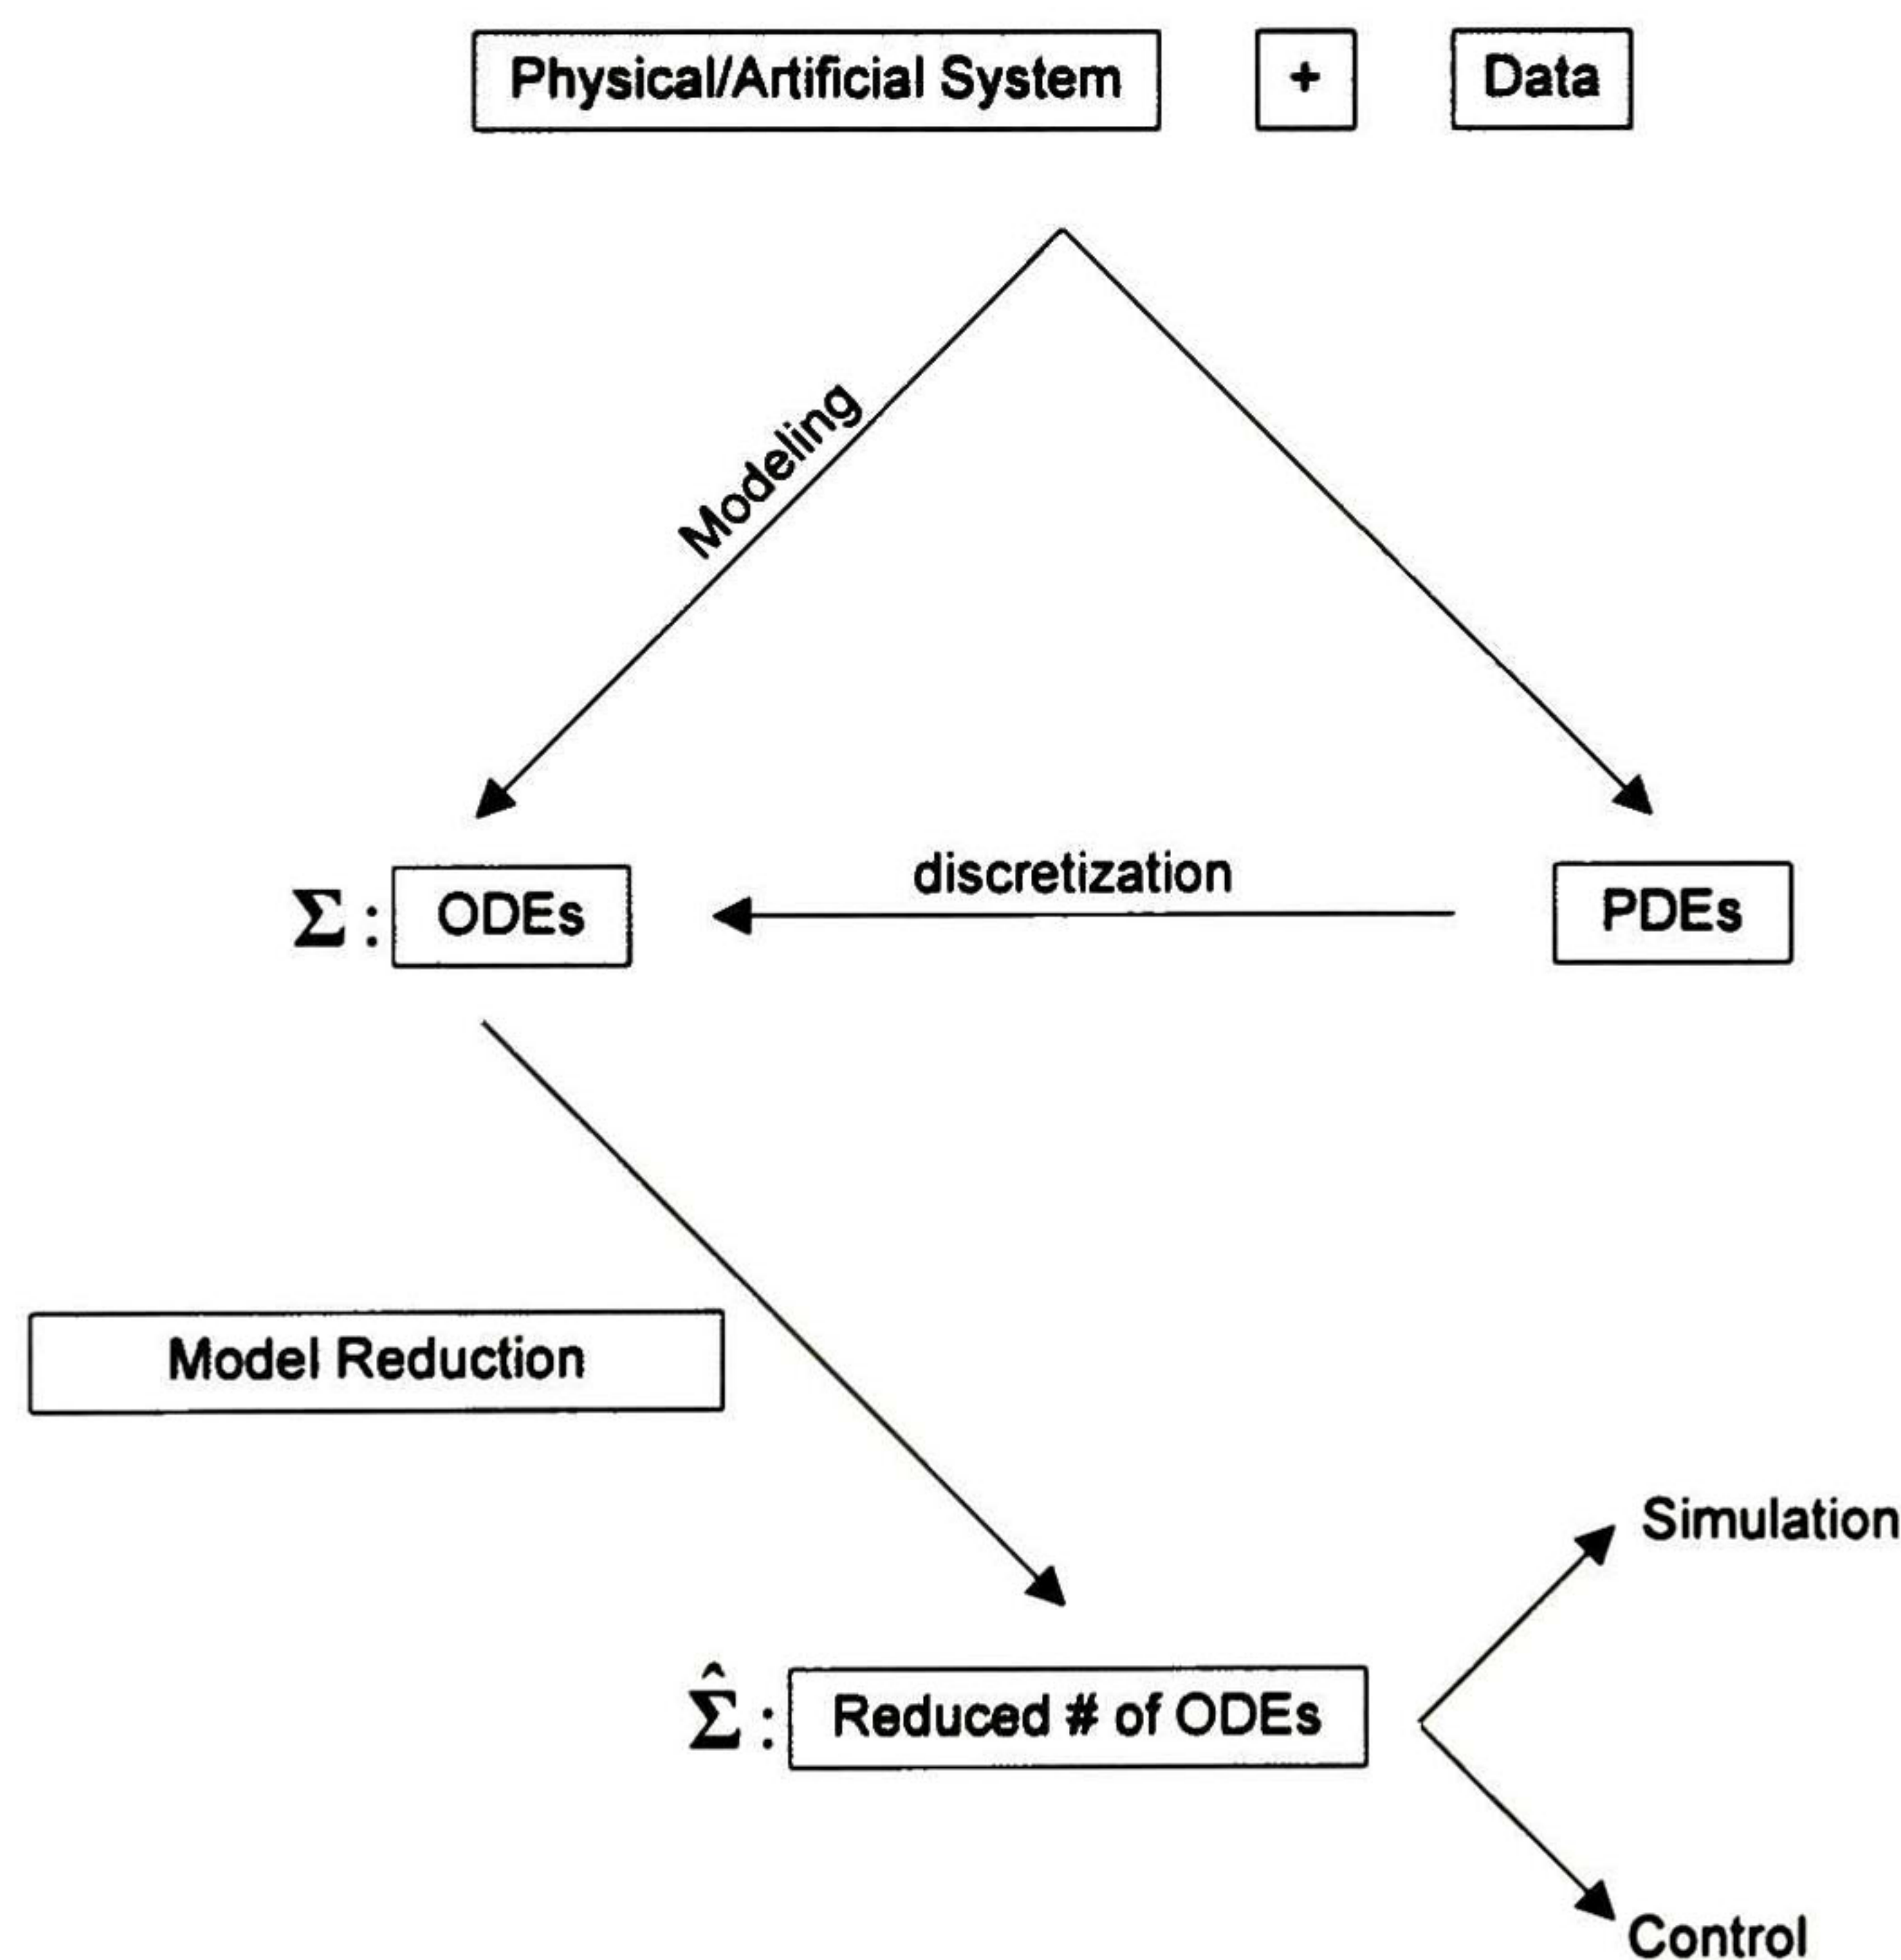 Physical/Artificial System + Data
Modeling
discretization
Σ : ODEs
PDEs
Model Reduction
Simulation
Σ̂ : Reduced # of ODEs
Control